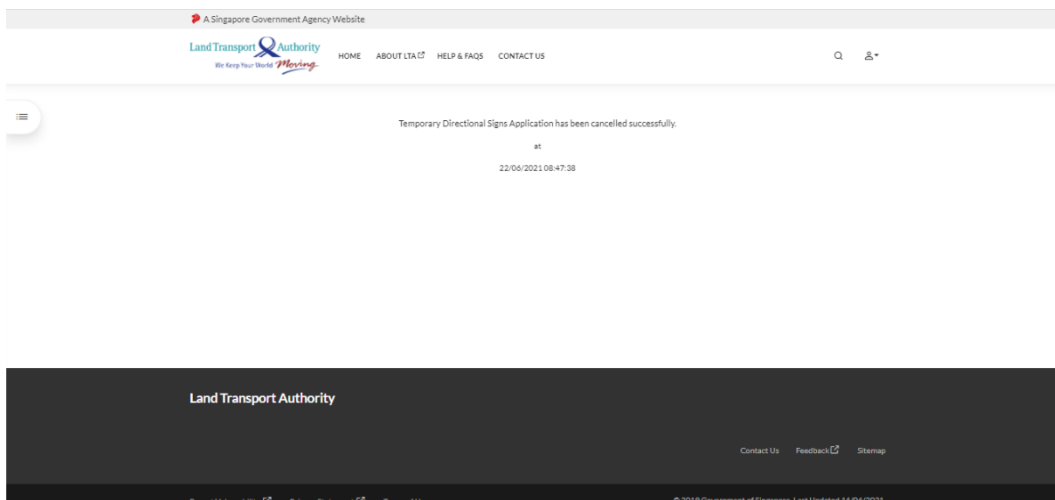 A Singapore Government Agency Website
Land Transport Authority
We Keep Your World Moving
HOME ABOUT LTA HELP & FAQS CONTACT US
Temporary Directional Signs Application has been cancelled successfully.
at
22/06/2021 08:47:38
Land Transport Authority
Contact Us Feedback Sitemap